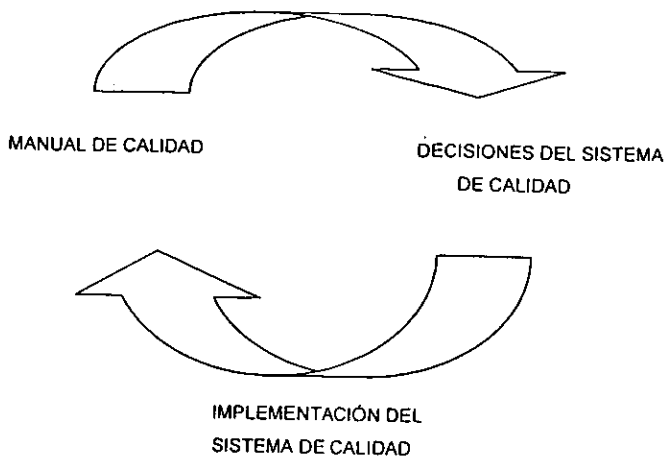 MANUAL DE CALIDAD
DECISIONES DEL SISTEMA
DE CALIDAD
IMPLEMENTACIÓN DEL
SISTEMA DE CALIDAD